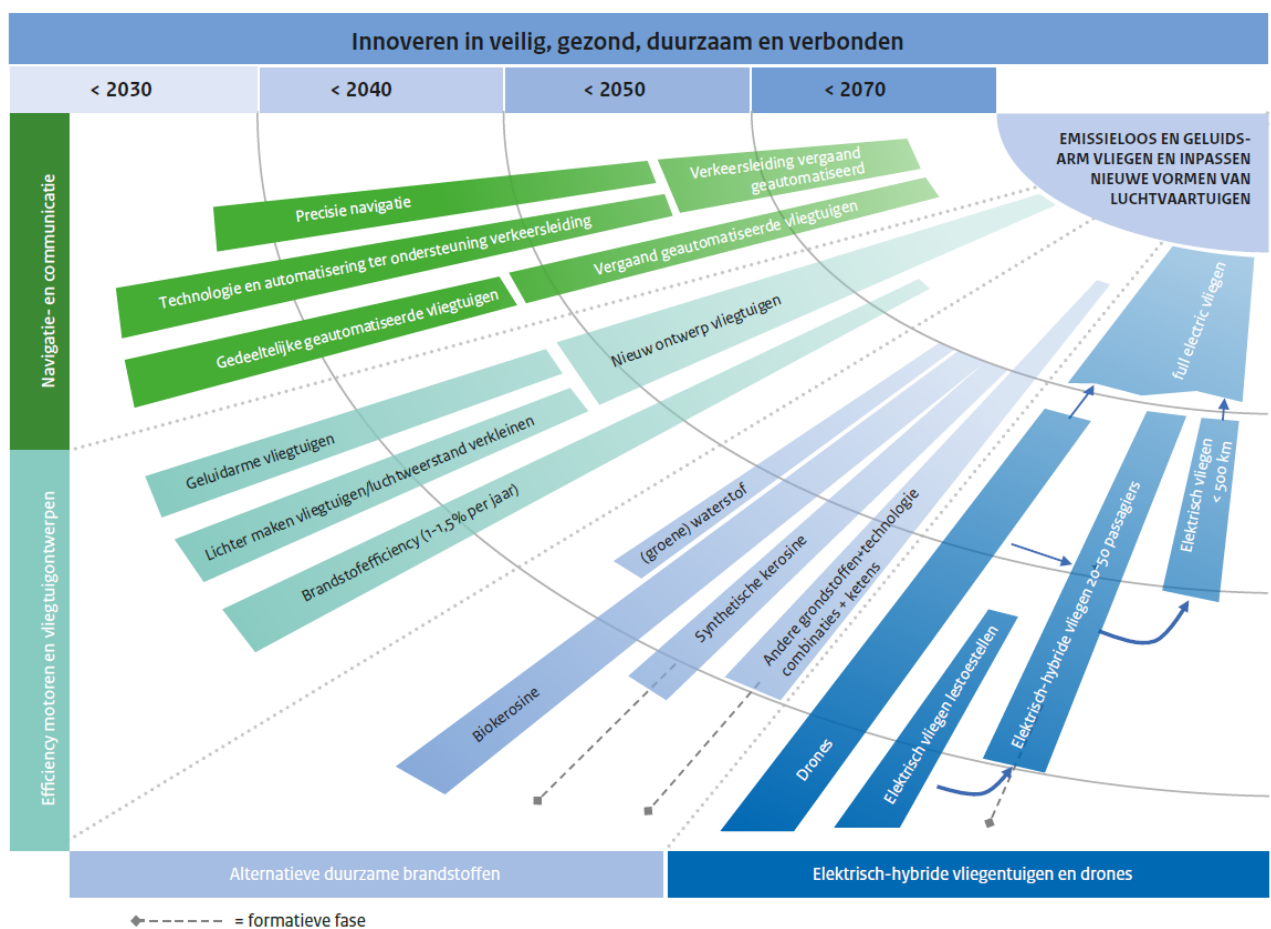 Innoveren in veilig, gezond, duurzaam en verbonden
< 2030
< 2040
< 2050
< 2070
EMISSIELOOS EN GELUIDS-
ARM VLIEGEN EN INPASSEN
NIEUWE VORMEN VAN
LUCHTVAARTUIGEN
Navigatie- en communicatie
Precisie navigatie
Verkeersleiding vergaand
geautomatiseerd
Technologie en automatisering ter ondersteuning verkeersleiding
Vergaand geautomatiseerde vliegtuigen
Gedeeltelijke geautomatiseerde vliegtuigen
Efficiency motoren en vliegtuigontwerpen
Nieuw ontwerp vliegtuigen
Geluidarme vliegtuigen
Lichter maken vliegtuigen/luchtweerstand verkleinen
Brandstofefficiency (1-1,5% per jaar)
(groene) waterstof
Biokerosine
Synthetische kerosine
Andere grondstoffen+technologie
combinaties + ketens
Drones
Elektrisch vliegen lestoestellen
Elektrisch-hybride vliegen 20-50 passagiers
Elektrisch vliegen
< 500 km
full electric vliegen
Alternatieve duurzame brandstoffen
Elektrisch-hybride vliegentuigen en drones
= formatieve fase